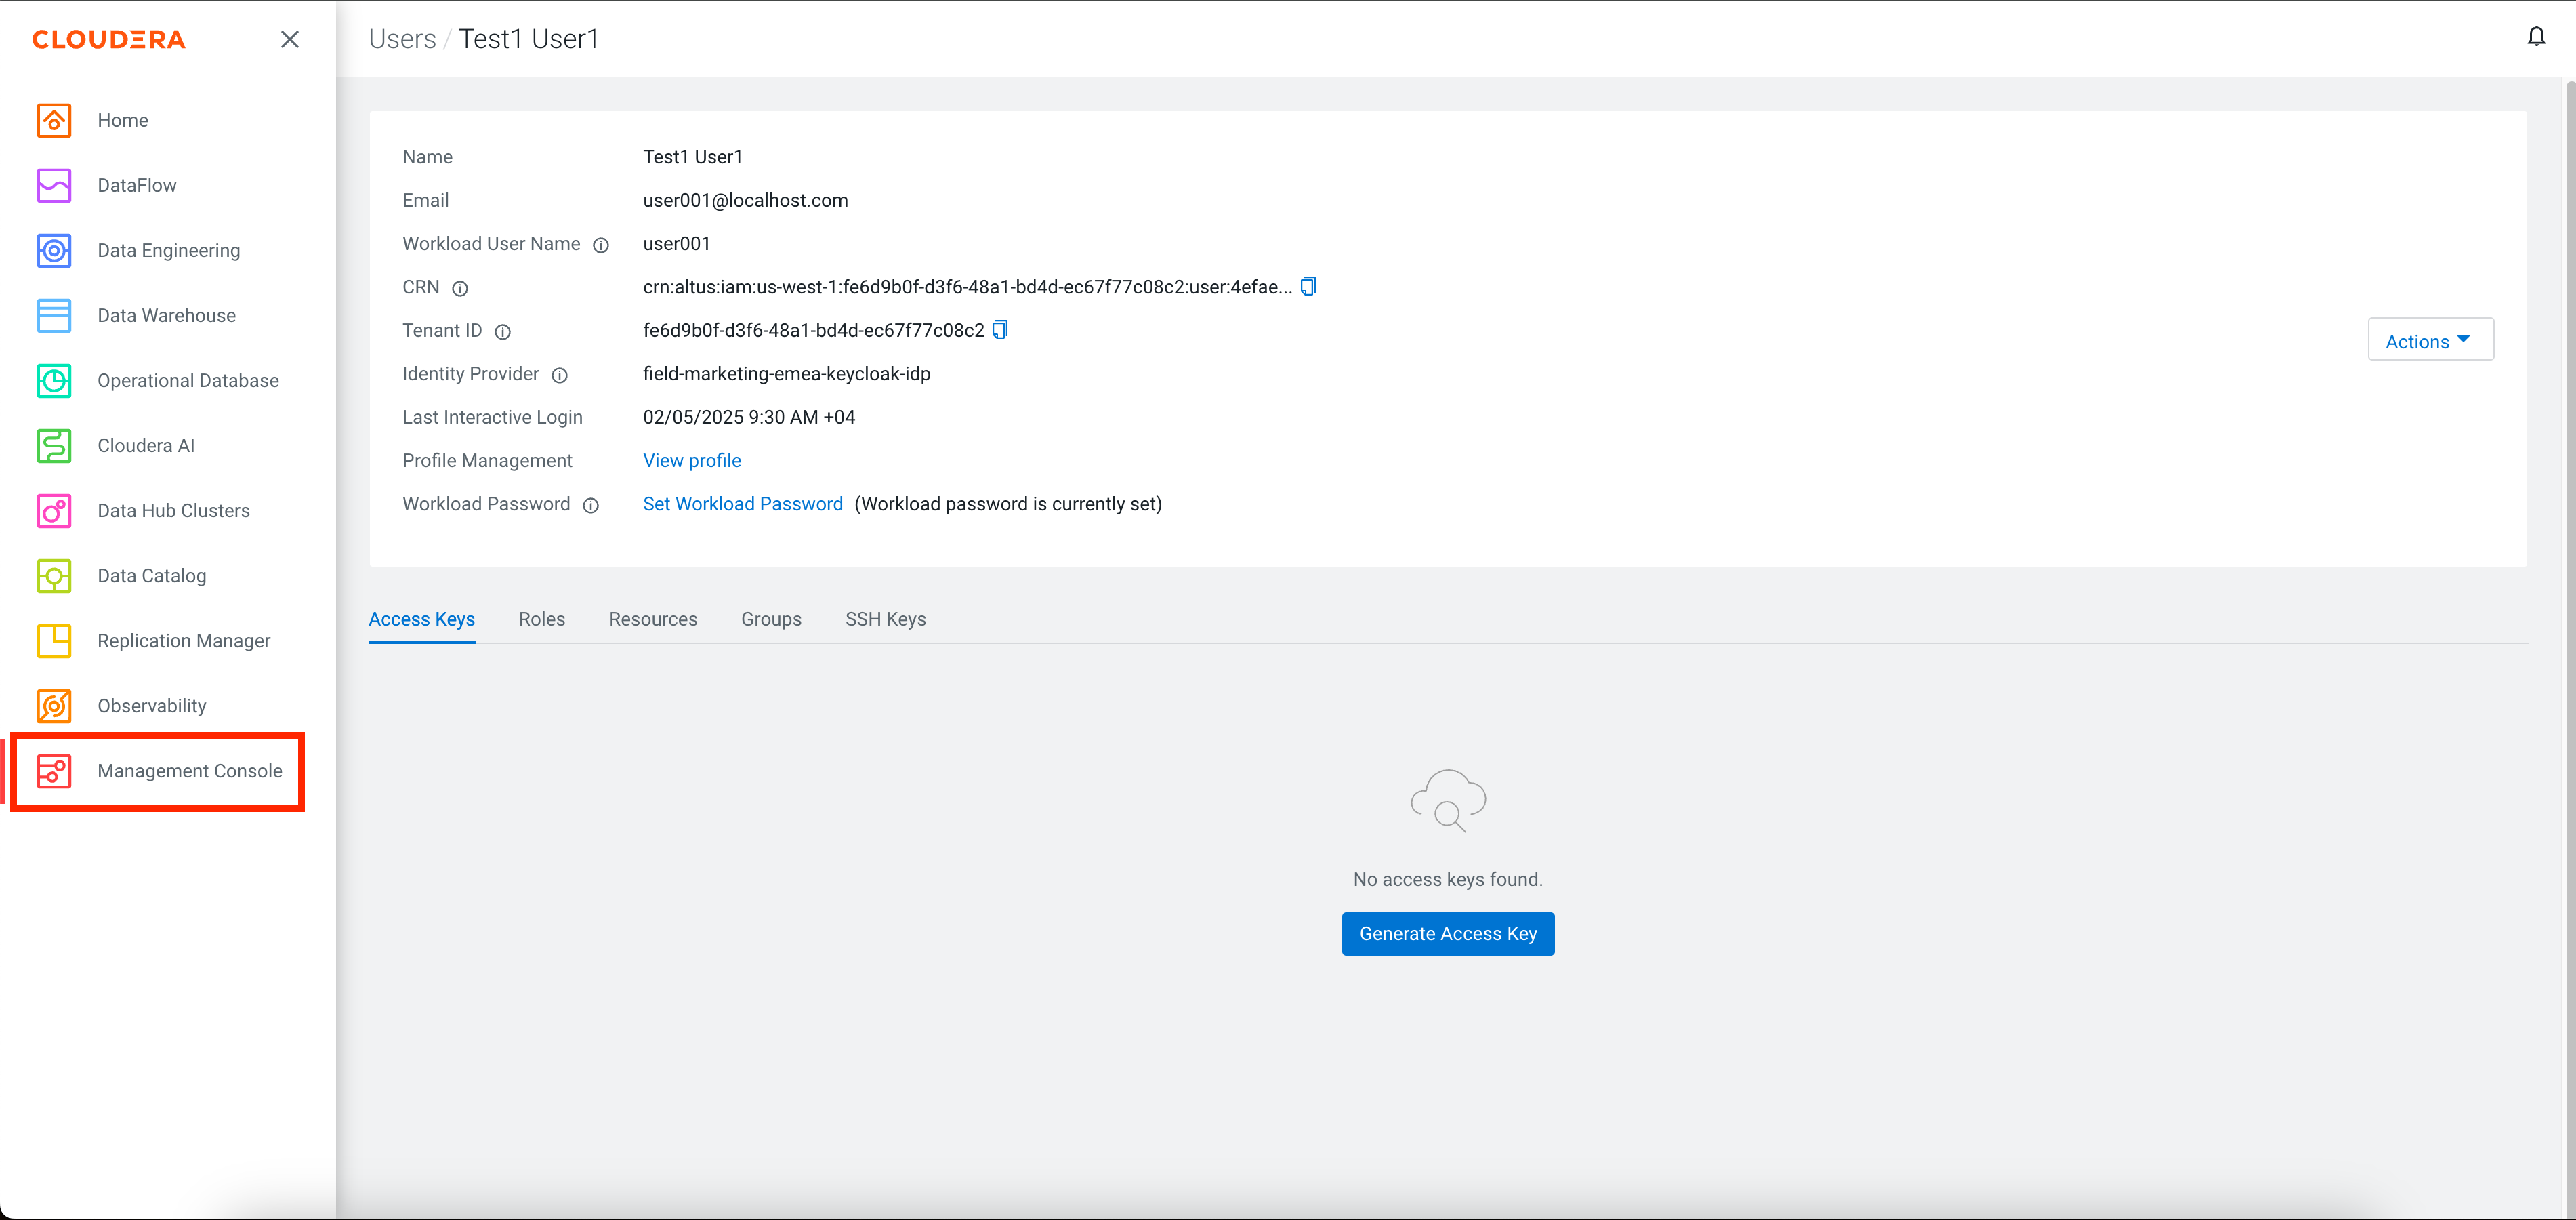 CLOUDERA
Home
DataFlow
Data Engineering
Data Warehouse
Operational Database
Cloudera AI
Data Hub Clusters
Data Catalog
Replication Manager
Observability
Management Console
Users / Test1 User1
Name Test1 User1
Email user001@localhost.com
Workload User Name user001
CRN crn:altus:iam:us-west-1:fe6d9b0f-d3f6-48a1-bd4d-ec67f77c08c2:user:4efae...
Tenant ID fe6d9b0f-d3f6-48a1-bd4d-ec67f77c08c2
Identity Provider field-marketing-emea-keycloak-idp
Last Interactive Login 02/05/2025 9:30 AM +04
Profile Management View profile
Workload Password Set Workload Password (Workload password is currently set)
Actions
Access Keys Roles Resources Groups SSH Keys
No access keys found.
Generate Access Key